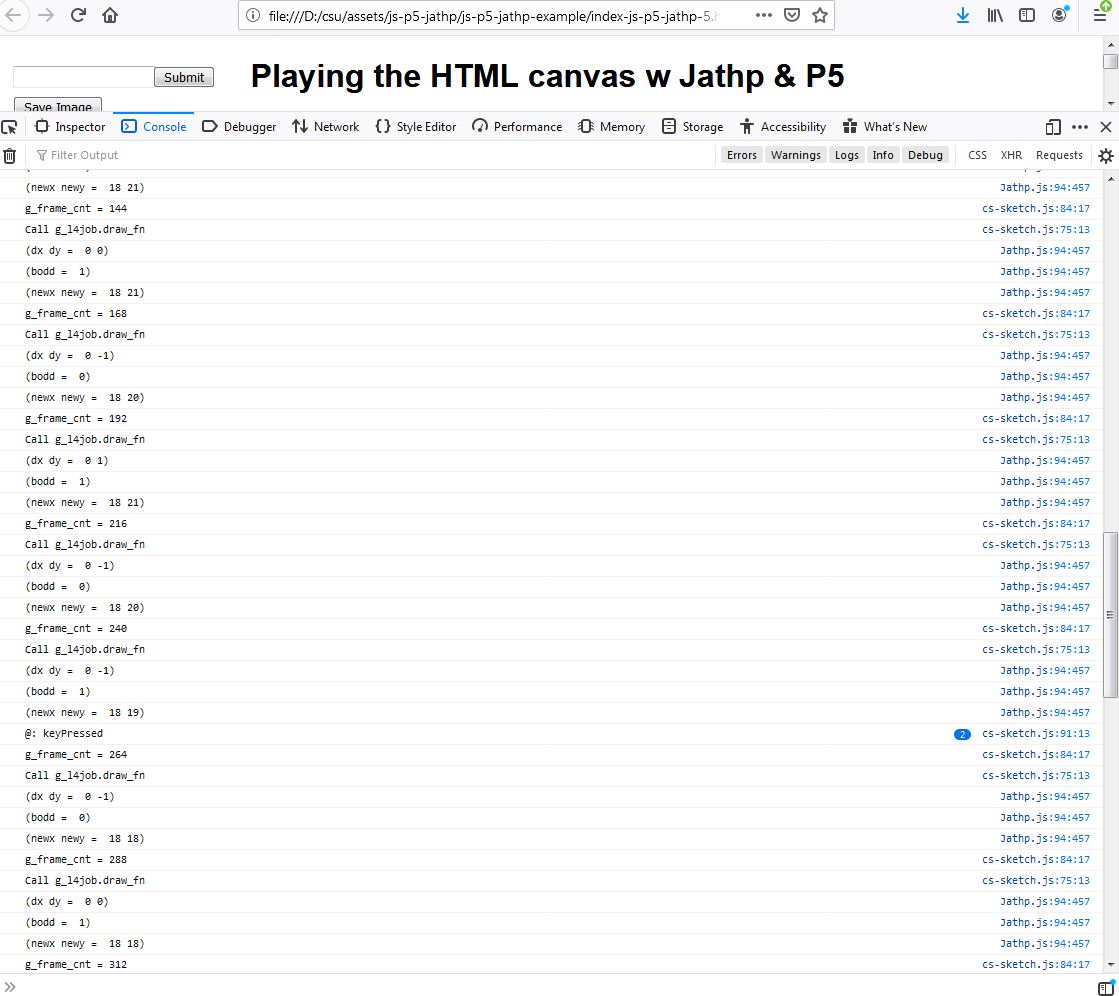 file:///D:/csu/assets/js-p5-jathp/js-p5-jathp-example/index-js-p5-jathp-5.h
Submit
Playing the HTML canvas w Jathp & P5
Save Image
Inspector Console Debugger Network Style Editor Performance Memory Storage Accessibility What's New
Filter Output Errors Warnings Logs Info Debug CSS XHR Requests
(newx newy =  18 21) Jathp.js:94:457
g_frame_cnt = 144 cs-sketch.js:84:17
Call g_l4job.draw_fn cs-sketch.js:75:13
(dx dy =  0 0) Jathp.js:94:457
(bodd =  1) Jathp.js:94:457
(newx newy =  18 21) Jathp.js:94:457
g_frame_cnt = 168 cs-sketch.js:84:17
Call g_l4job.draw_fn cs-sketch.js:75:13
(dx dy =  0 -1) Jathp.js:94:457
(bodd =  0) Jathp.js:94:457
(newx newy =  18 20) Jathp.js:94:457
g_frame_cnt = 192 cs-sketch.js:84:17
Call g_l4job.draw_fn cs-sketch.js:75:13
(dx dy =  0 1) Jathp.js:94:457
(bodd =  1) Jathp.js:94:457
(newx newy =  18 21) Jathp.js:94:457
g_frame_cnt = 216 cs-sketch.js:84:17
Call g_l4job.draw_fn cs-sketch.js:75:13
(dx dy =  0 -1) Jathp.js:94:457
(bodd =  0) Jathp.js:94:457
(newx newy =  18 20) Jathp.js:94:457
g_frame_cnt = 240 cs-sketch.js:84:17
Call g_l4job.draw_fn cs-sketch.js:75:13
(dx dy =  0 -1) Jathp.js:94:457
(bodd =  1) Jathp.js:94:457
(newx newy =  18 19) Jathp.js:94:457
@: keyPressed 2 cs-sketch.js:91:13
g_frame_cnt = 264 cs-sketch.js:84:17
Call g_l4job.draw_fn cs-sketch.js:75:13
(dx dy =  0 -1) Jathp.js:94:457
(bodd =  0) Jathp.js:94:457
(newx newy =  18 18) Jathp.js:94:457
g_frame_cnt = 288 cs-sketch.js:84:17
Call g_l4job.draw_fn cs-sketch.js:75:13
(dx dy =  0 0) Jathp.js:94:457
(bodd =  1) Jathp.js:94:457
(newx newy =  18 18) Jathp.js:94:457
g_frame_cnt = 312 cs-sketch.js:84:17